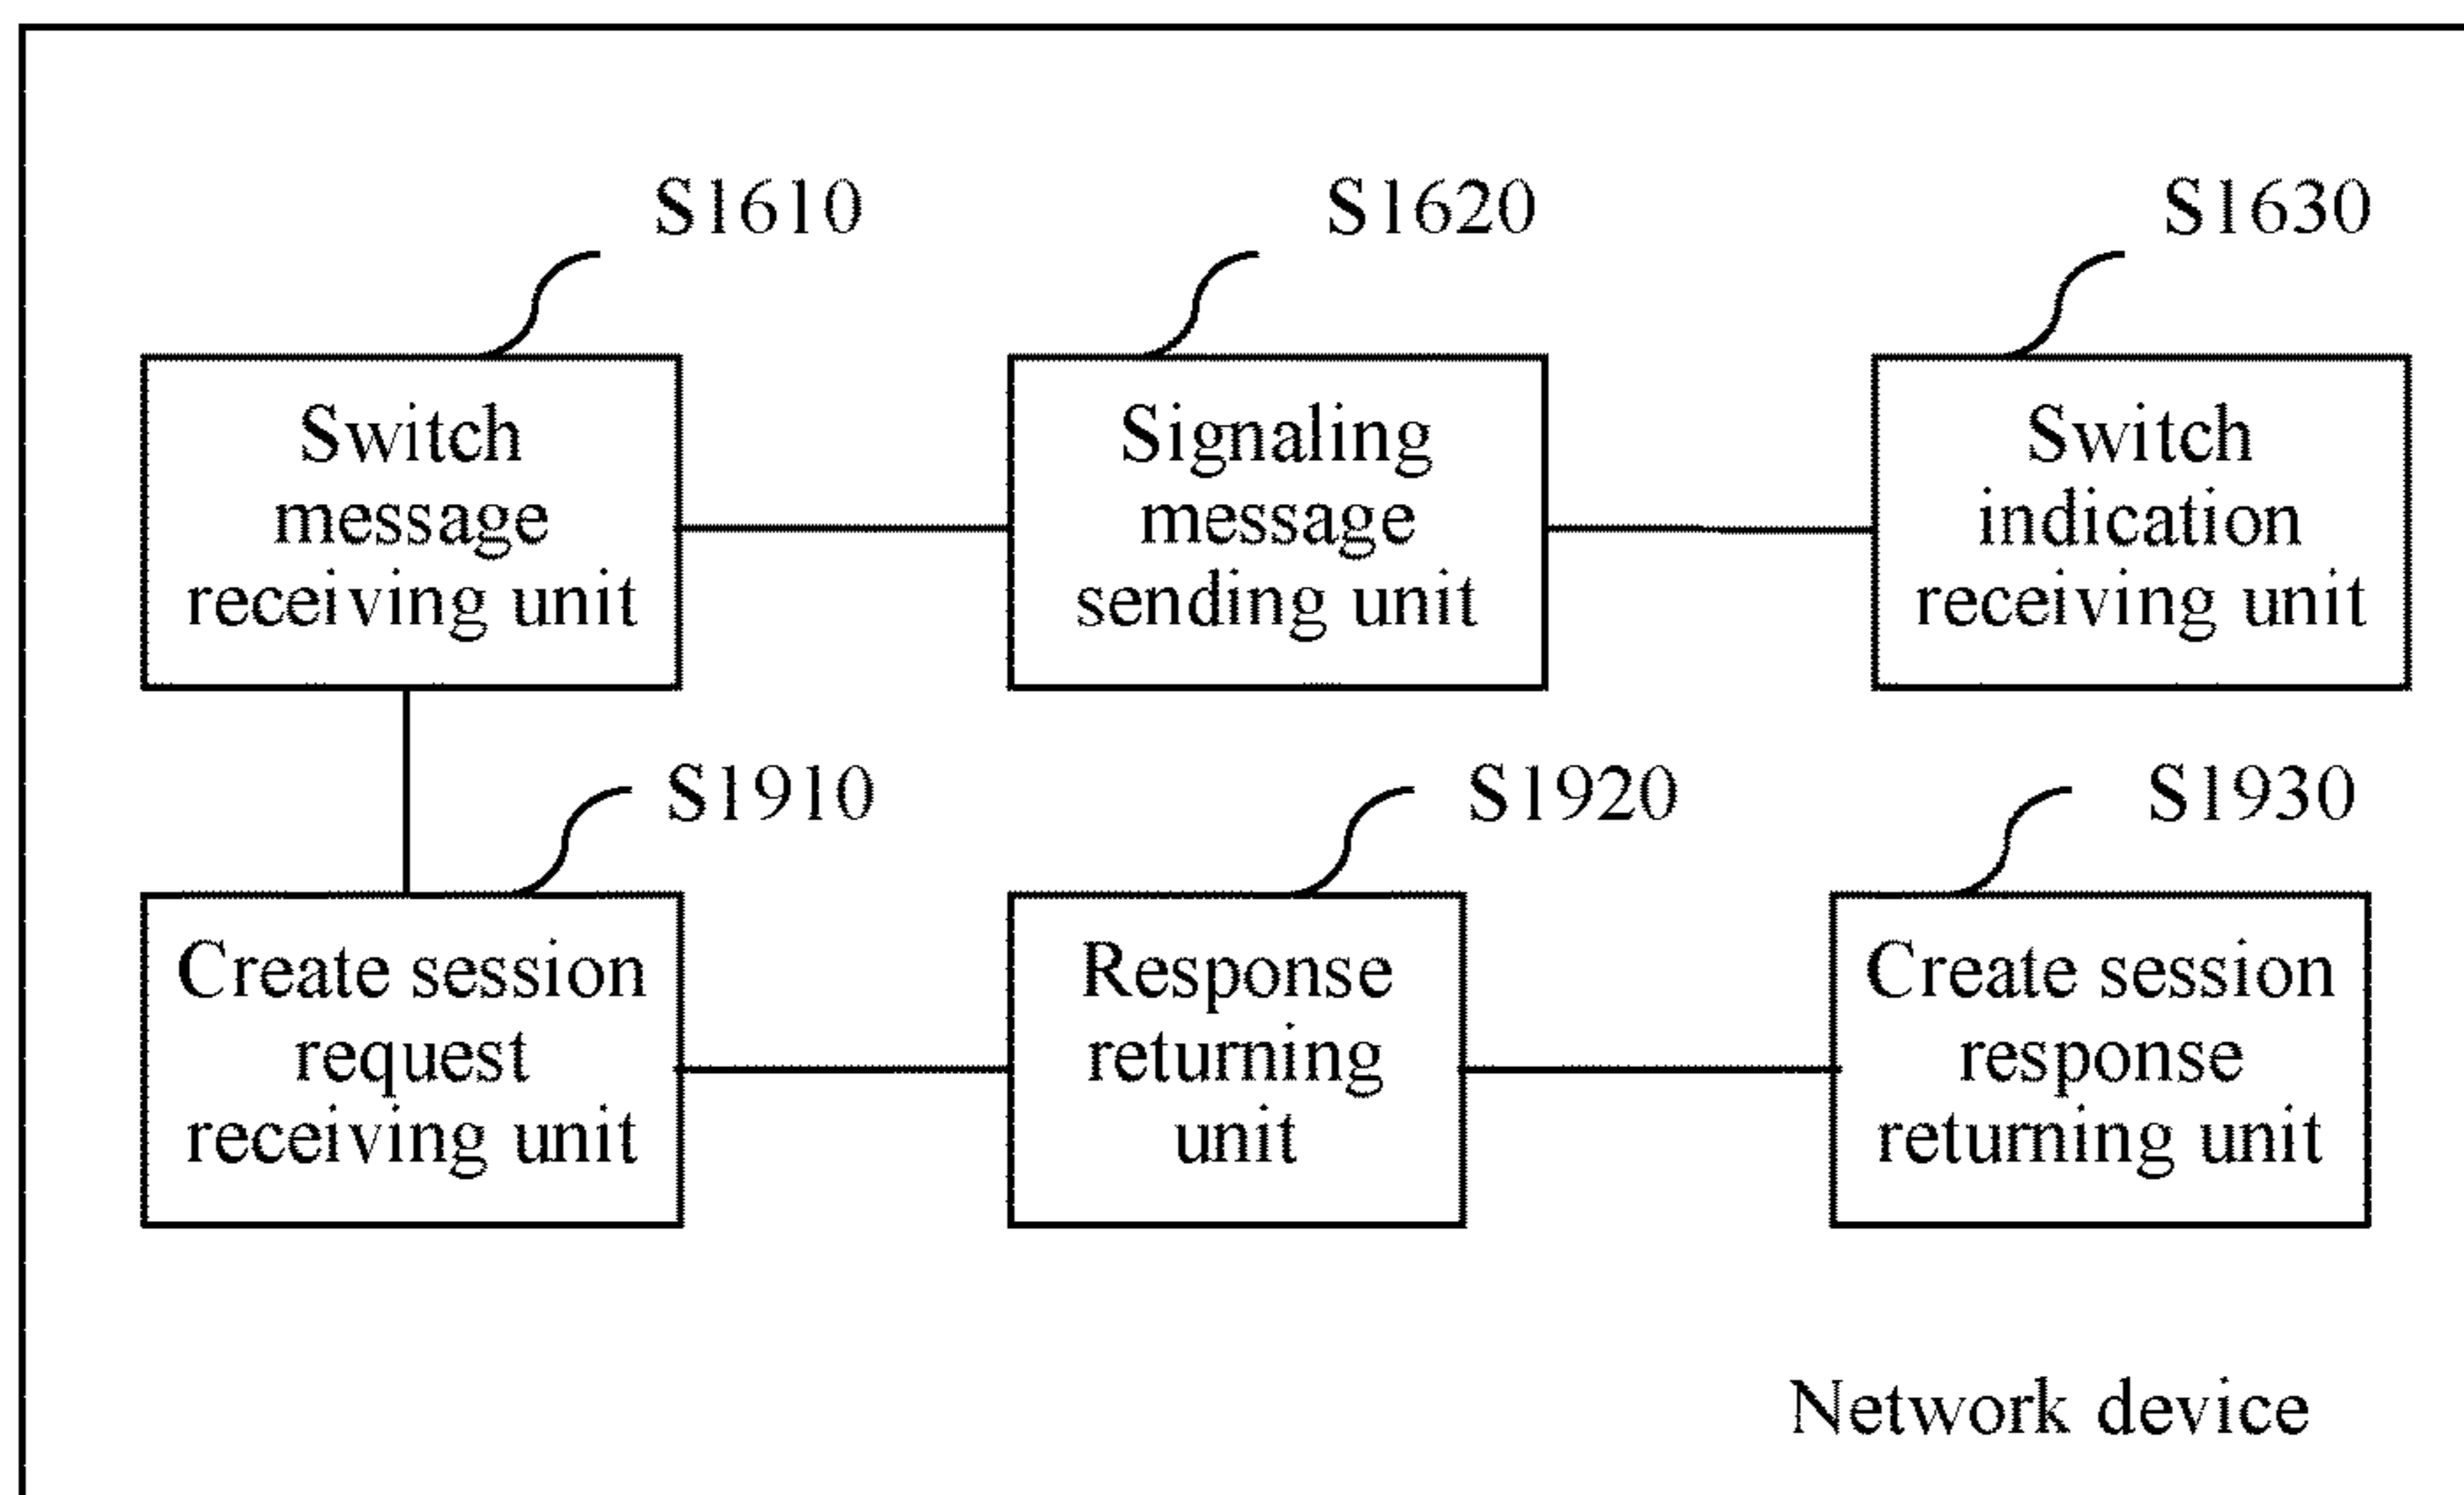 S1610
S1620
S1630
Switch
message
receiving unit
Signaling
message
sending unit
Switch
indication
receiving unit
S1910
S1920
S1930
Create session
request
receiving unit
Response
returning
unit
Create session
response
returning unit
Network device